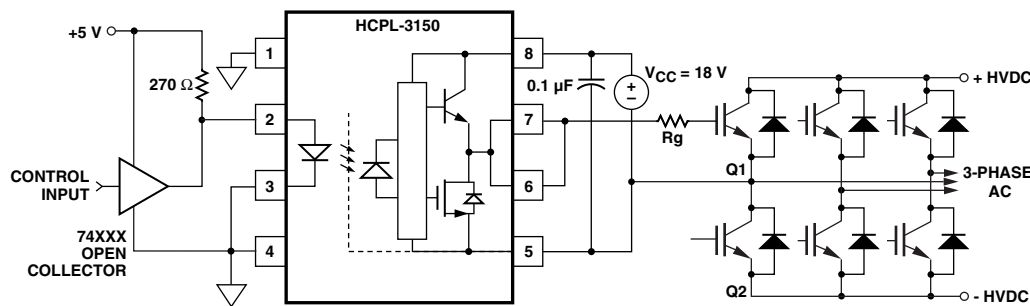 HCPL-3150
+5 V
270 Ω
CONTROL
INPUT
74XXX
OPEN
COLLECTOR
1
2
3
4
8
7
6
5
0.1 µF
VCC = 18 V
+
–
Rg
Q1
Q2
+ HVDC
3-PHASE
AC
- HVDC